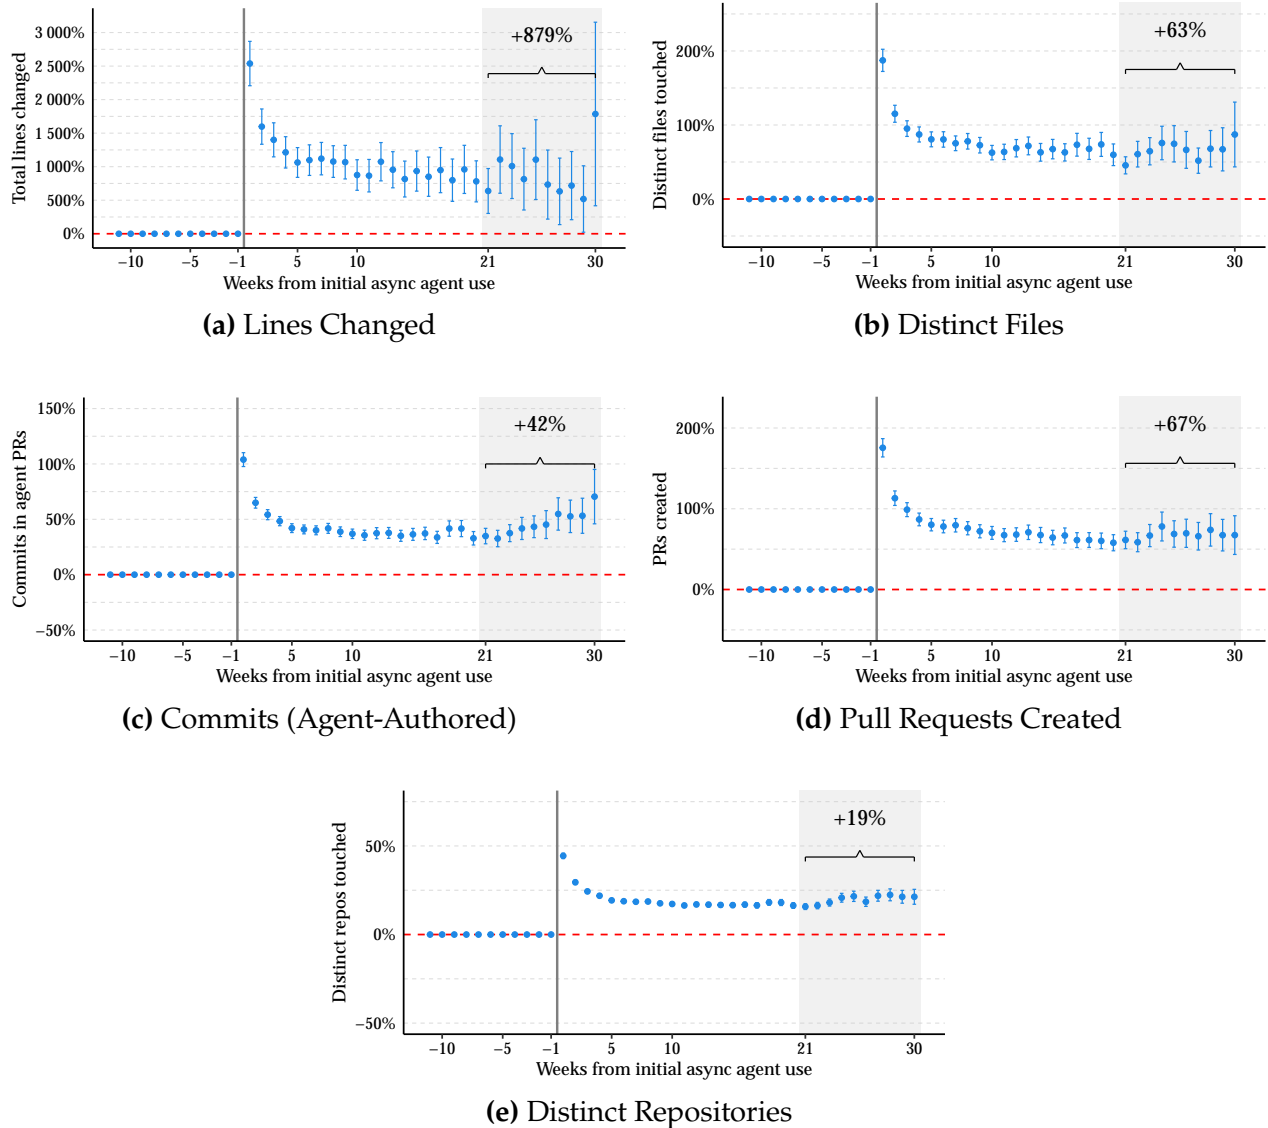 Total lines changed
3 000%
2 500%
2 000%
1 500%
1 000%
500%
0%
+879%
−10 −5 −1 5 10 21 30
Weeks from initial async agent use
(a) Lines Changed
Distinct files touched
200%
100%
0%
+63%
−10 −5 −1 5 10 21 30
Weeks from initial async agent use
(b) Distinct Files
Commits in agent PRs
150%
100%
50%
0%
−50%
+42%
−10 −5 −1 5 10 21 30
Weeks from initial async agent use
(c) Commits (Agent-Authored)
PRs created
200%
100%
0%
+67%
−10 −5 −1 5 10 21 30
Weeks from initial async agent use
(d) Pull Requests Created
Distinct repos touched
50%
0%
−50%
+19%
−10 −5 −1 5 10 21 30
Weeks from initial async agent use
(e) Distinct Repositories